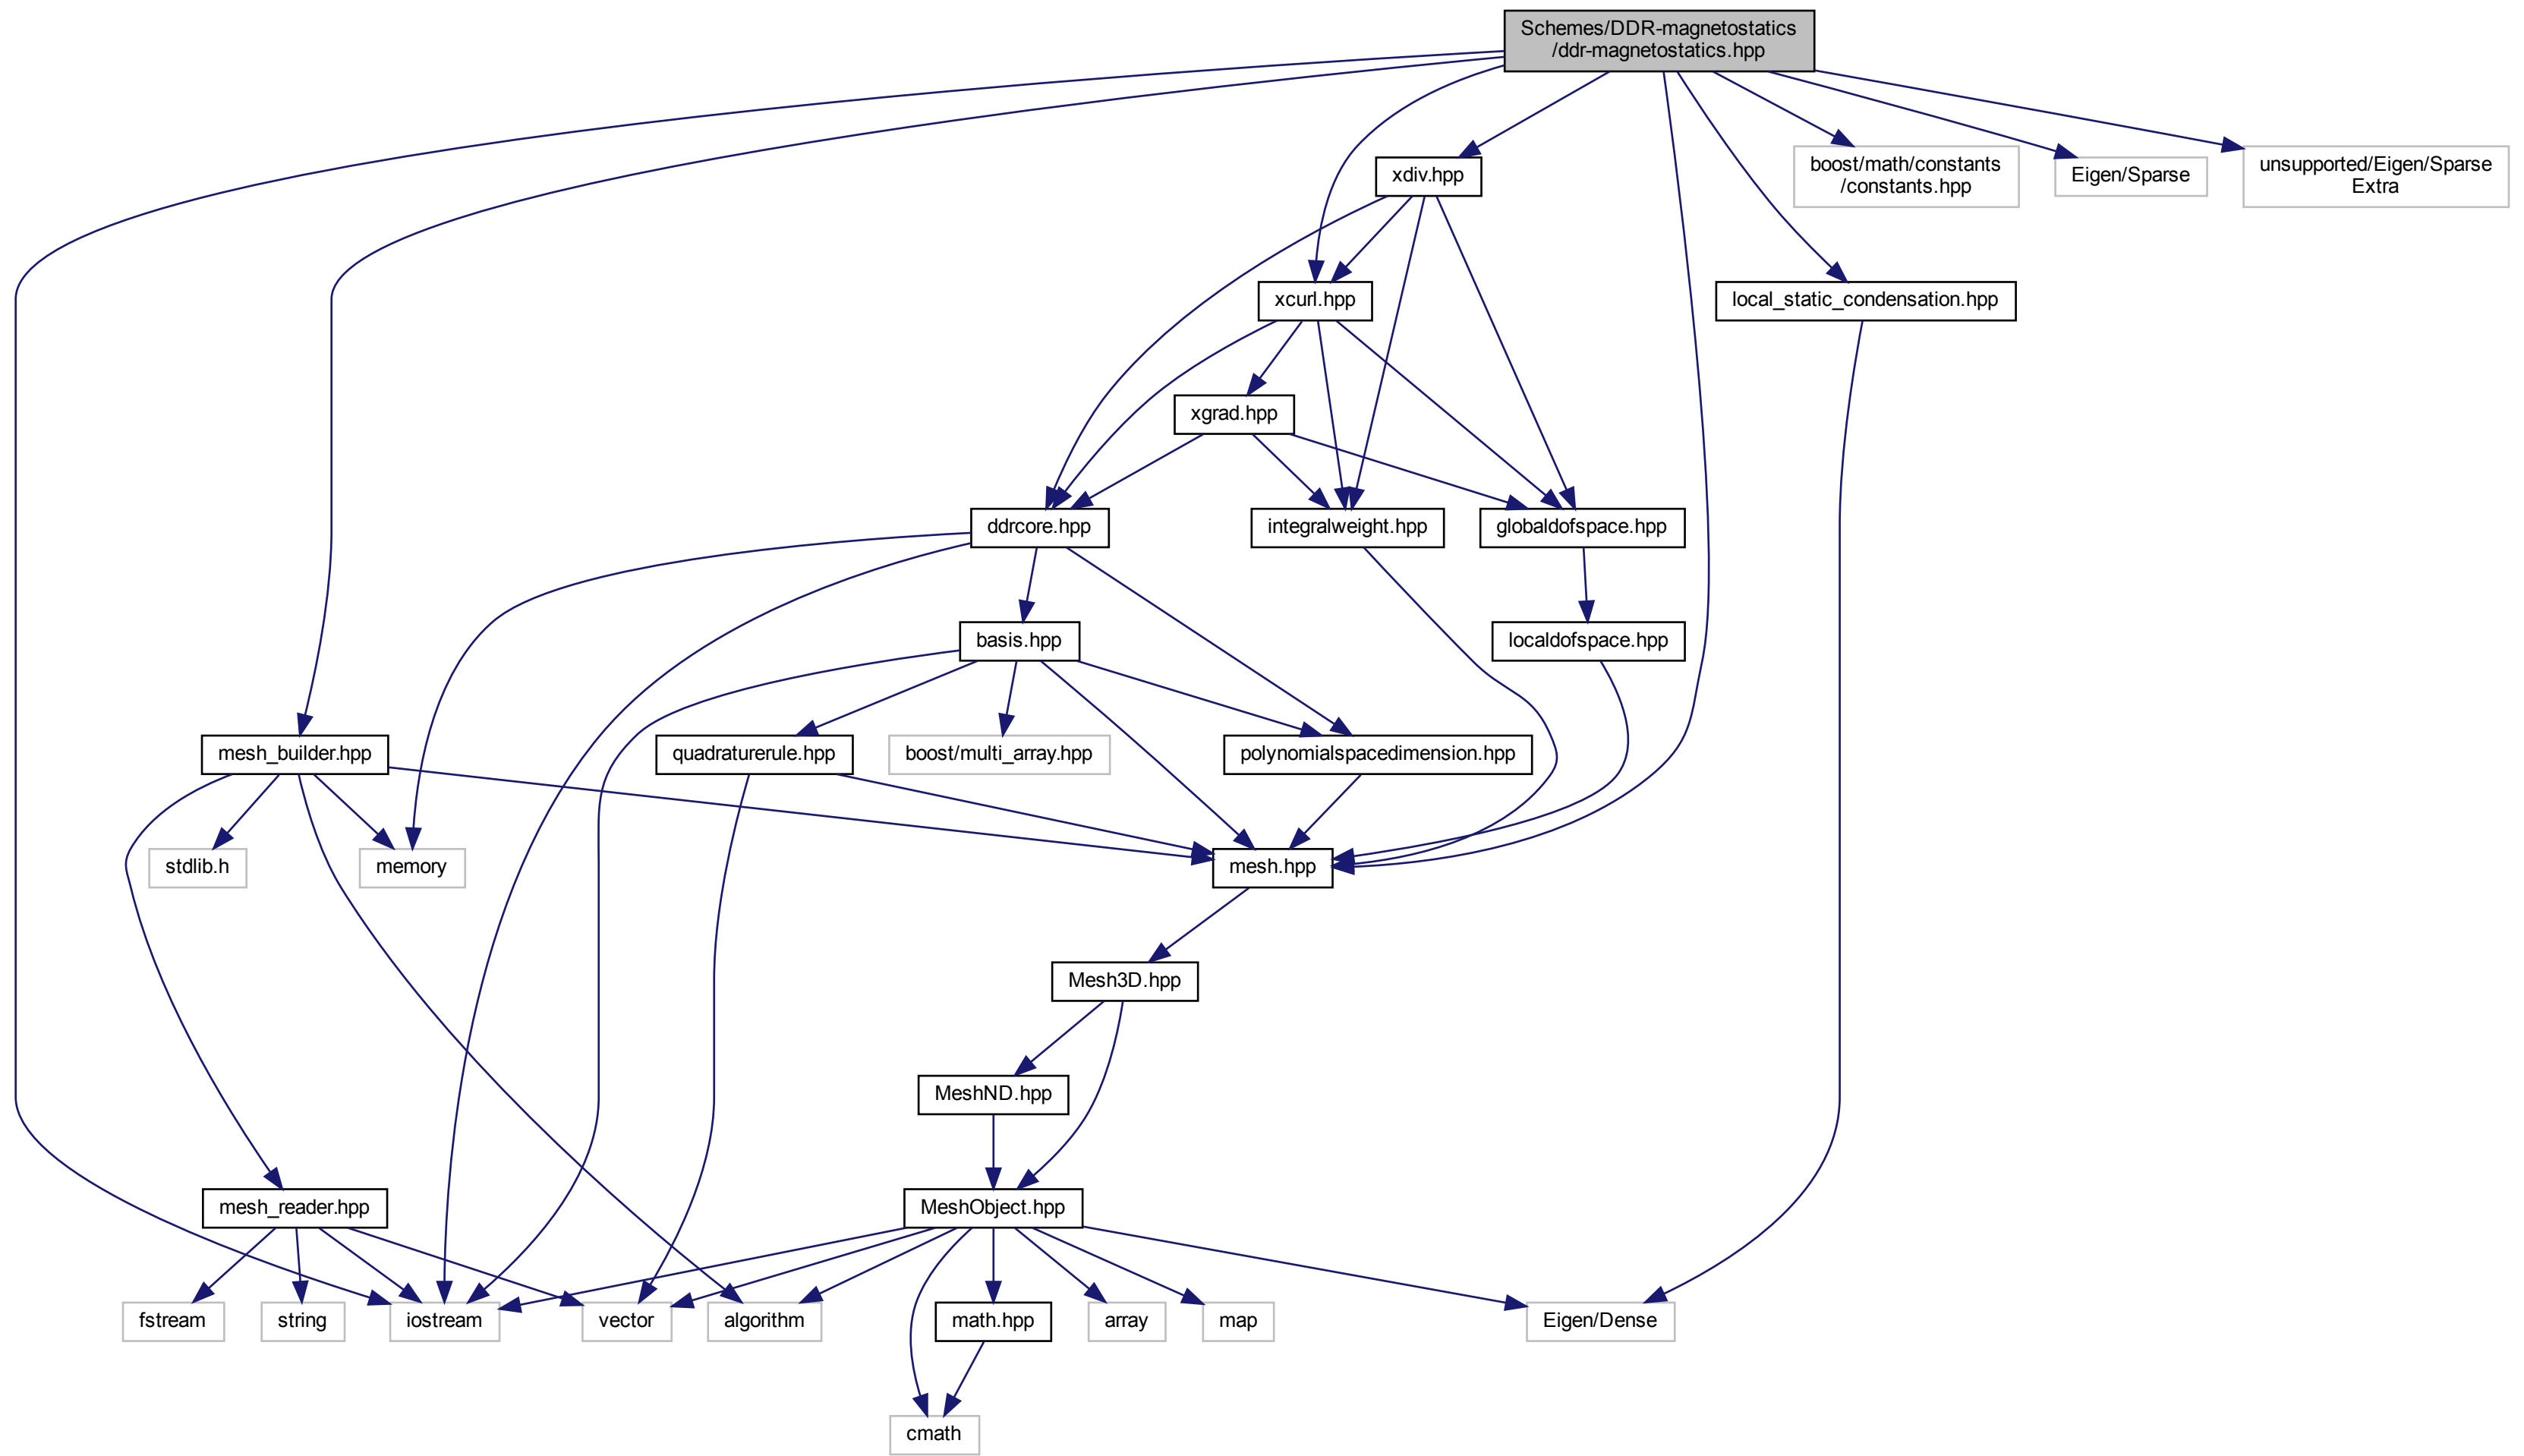 Schemes/DDR-magnetostatics
/ddr-magnetostatics.hpp
xdiv.hpp
boost/math/constants
/constants.hpp
Eigen/Sparse
unsupported/Eigen/Sparse
Extra
xcurl.hpp
local_static_condensation.hpp
xgrad.hpp
ddrcore.hpp
integralweight.hpp
globaldofspace.hpp
basis.hpp
localdofspace.hpp
mesh_builder.hpp
quadraturerule.hpp
boost/multi_array.hpp
polynomialspacedimension.hpp
stdlib.h
memory
mesh.hpp
Mesh3D.hpp
MeshND.hpp
mesh_reader.hpp
MeshObject.hpp
fstream
string
iostream
vector
algorithm
math.hpp
array
map
Eigen/Dense
cmath